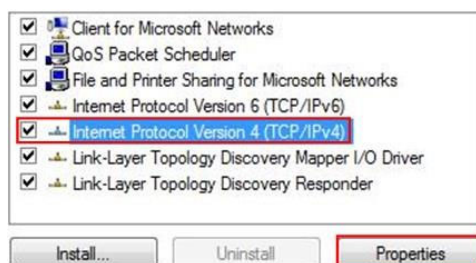 Client for Microsoft Networks
QoS Packet Scheduler
File and Printer Sharing for Microsoft Networks
Internet Protocol Version 6 (TCP/IPv6)
Internet Protocol Version 4 (TCP/IPv4)
Link-Layer Topology Discovery Mapper I/O Driver
Link-Layer Topology Discovery Responder
Install... Uninstall Properties